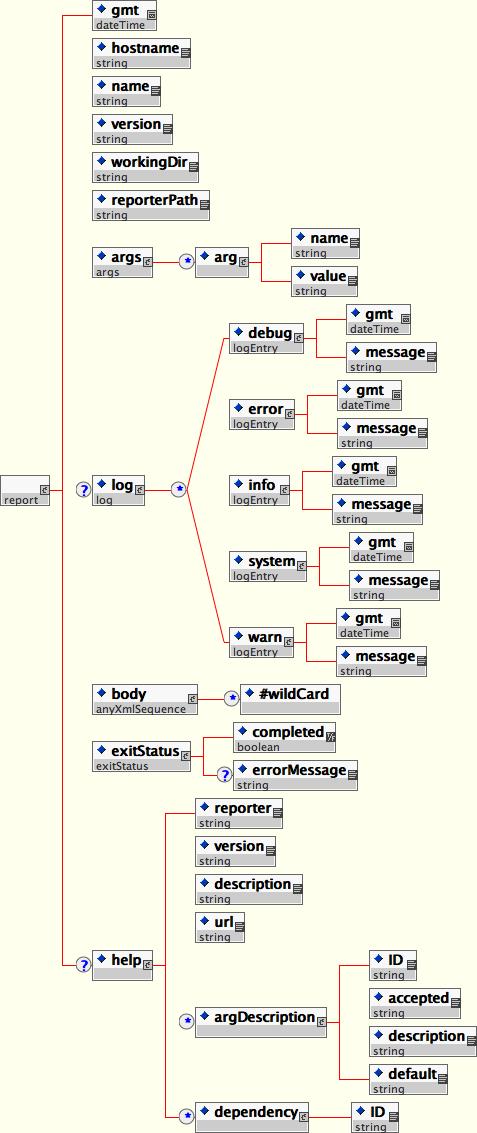 gmt
dateTime
hostname
string
name
string
version
string
workingDir
string
reporterPath
string
args
args
*
arg
name
string
value
string
debug
logEntry
gmt
dateTime
message
string
error
logEntry
gmt
dateTime
message
string
report
?
log
log
*
info
logEntry
gmt
dateTime
message
string
system
logEntry
gmt
dateTime
message
string
warn
logEntry
gmt
dateTime
message
string
body
anyXmlSequence
*
#wildCard
exitStatus
exitStatus
completed
boolean
?
errorMessage
string
reporter
string
version
string
description
string
url
string
?
help
*
argDescription
ID
string
accepted
string
description
string
default
string
*
dependency
ID
string